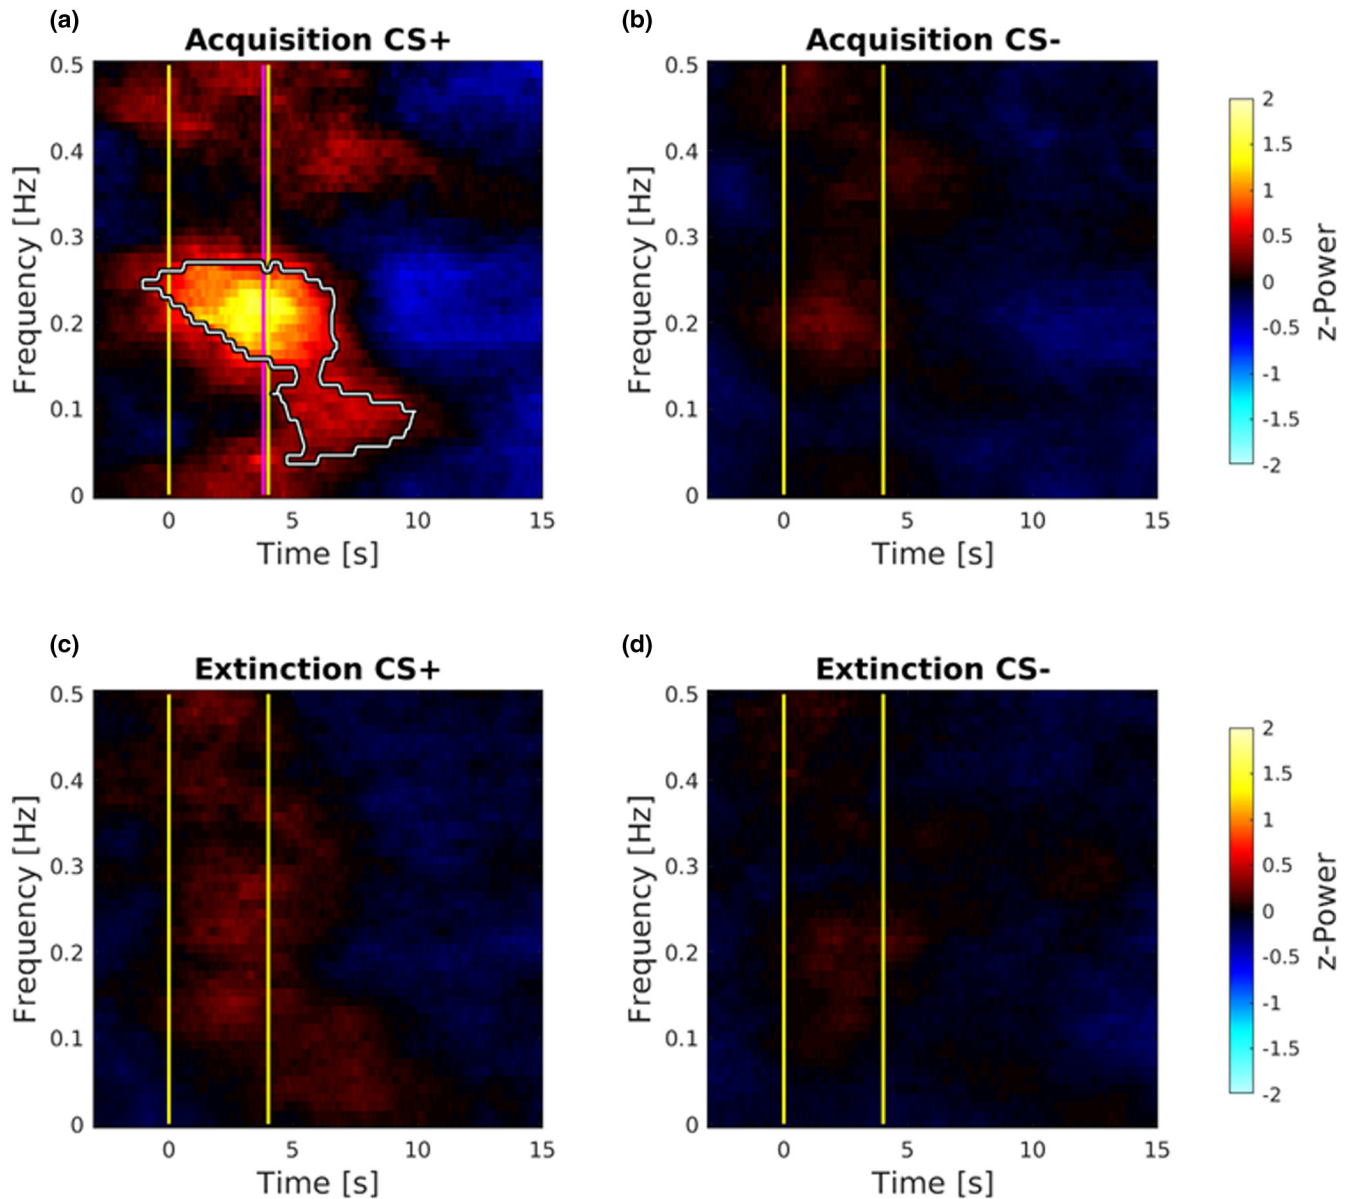 (a)
Acquisition CS+
0.5
0.4
0.3
0.2
0.1
0
Frequency [Hz]
0 5 10 15
Time [s]
(b)
Acquisition CS-
0.5
0.4
0.3
0.2
0.1
0
Frequency [Hz]
0 5 10 15
Time [s]
2
1.5
1
0.5
0
-0.5
-1
-1.5
-2
z-Power
(c)
Extinction CS+
0.5
0.4
0.3
0.2
0.1
0
Frequency [Hz]
0 5 10 15
Time [s]
(d)
Extinction CS-
0.5
0.4
0.3
0.2
0.1
0
Frequency [Hz]
0 5 10 15
Time [s]
2
1.5
1
0.5
0
-0.5
-1
-1.5
-2
z-Power